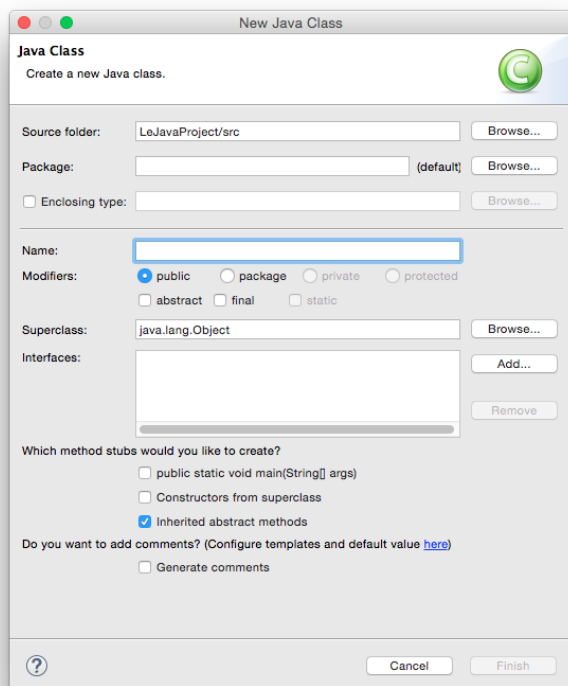 New Java Class
Java Class
Create a new Java class.
C
Source folder: LeJavaProject/src Browse...
Package: (default) Browse...
Enclosing type: Browse...
Name:
Modifiers: public package private protected
abstract final static
Superclass: java.lang.Object Browse...
Interfaces: Add...
Remove
Which method stubs would you like to create?
public static void main(String[] args)
Constructors from superclass
Inherited abstract methods
Do you want to add comments? (Configure templates and default value here)
Generate comments
? Cancel Finish